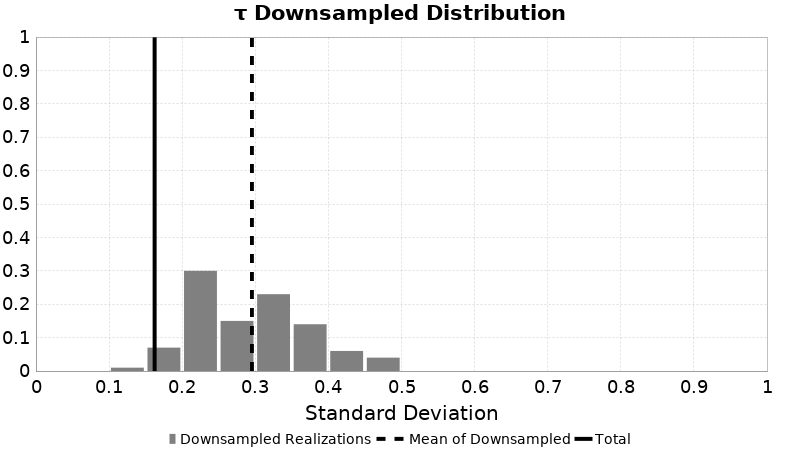 τ Downsampled Distribution
1
0.9
0.8
0.7
0.6
0.5
0.4
0.3
0.2
0.1
0
0 0.1 0.2 0.3 0.4 0.5 0.6 0.7 0.8 0.9 1
Standard Deviation
Downsampled Realizations Mean of Downsampled Total